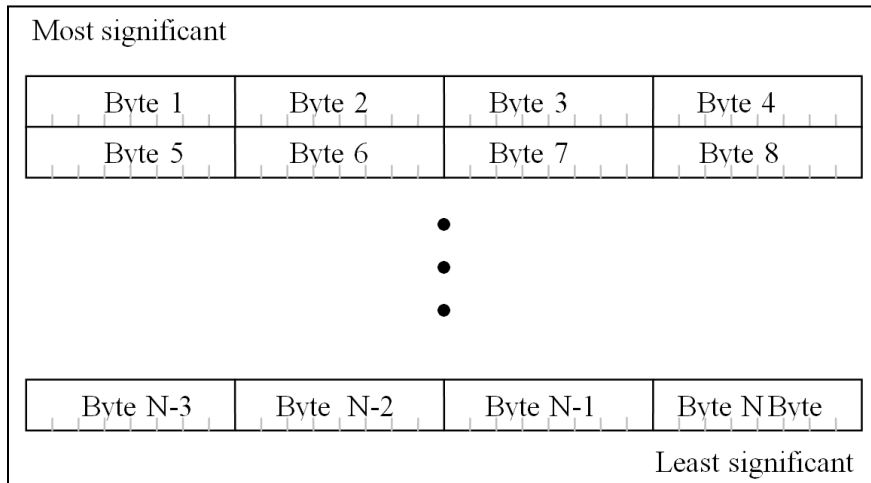 Most significant
Byte 1 Byte 2 Byte 3 Byte 4
Byte 5 Byte 6 Byte 7 Byte 8
Byte N-3 Byte N-2 Byte N-1 Byte N Byte
Least significant